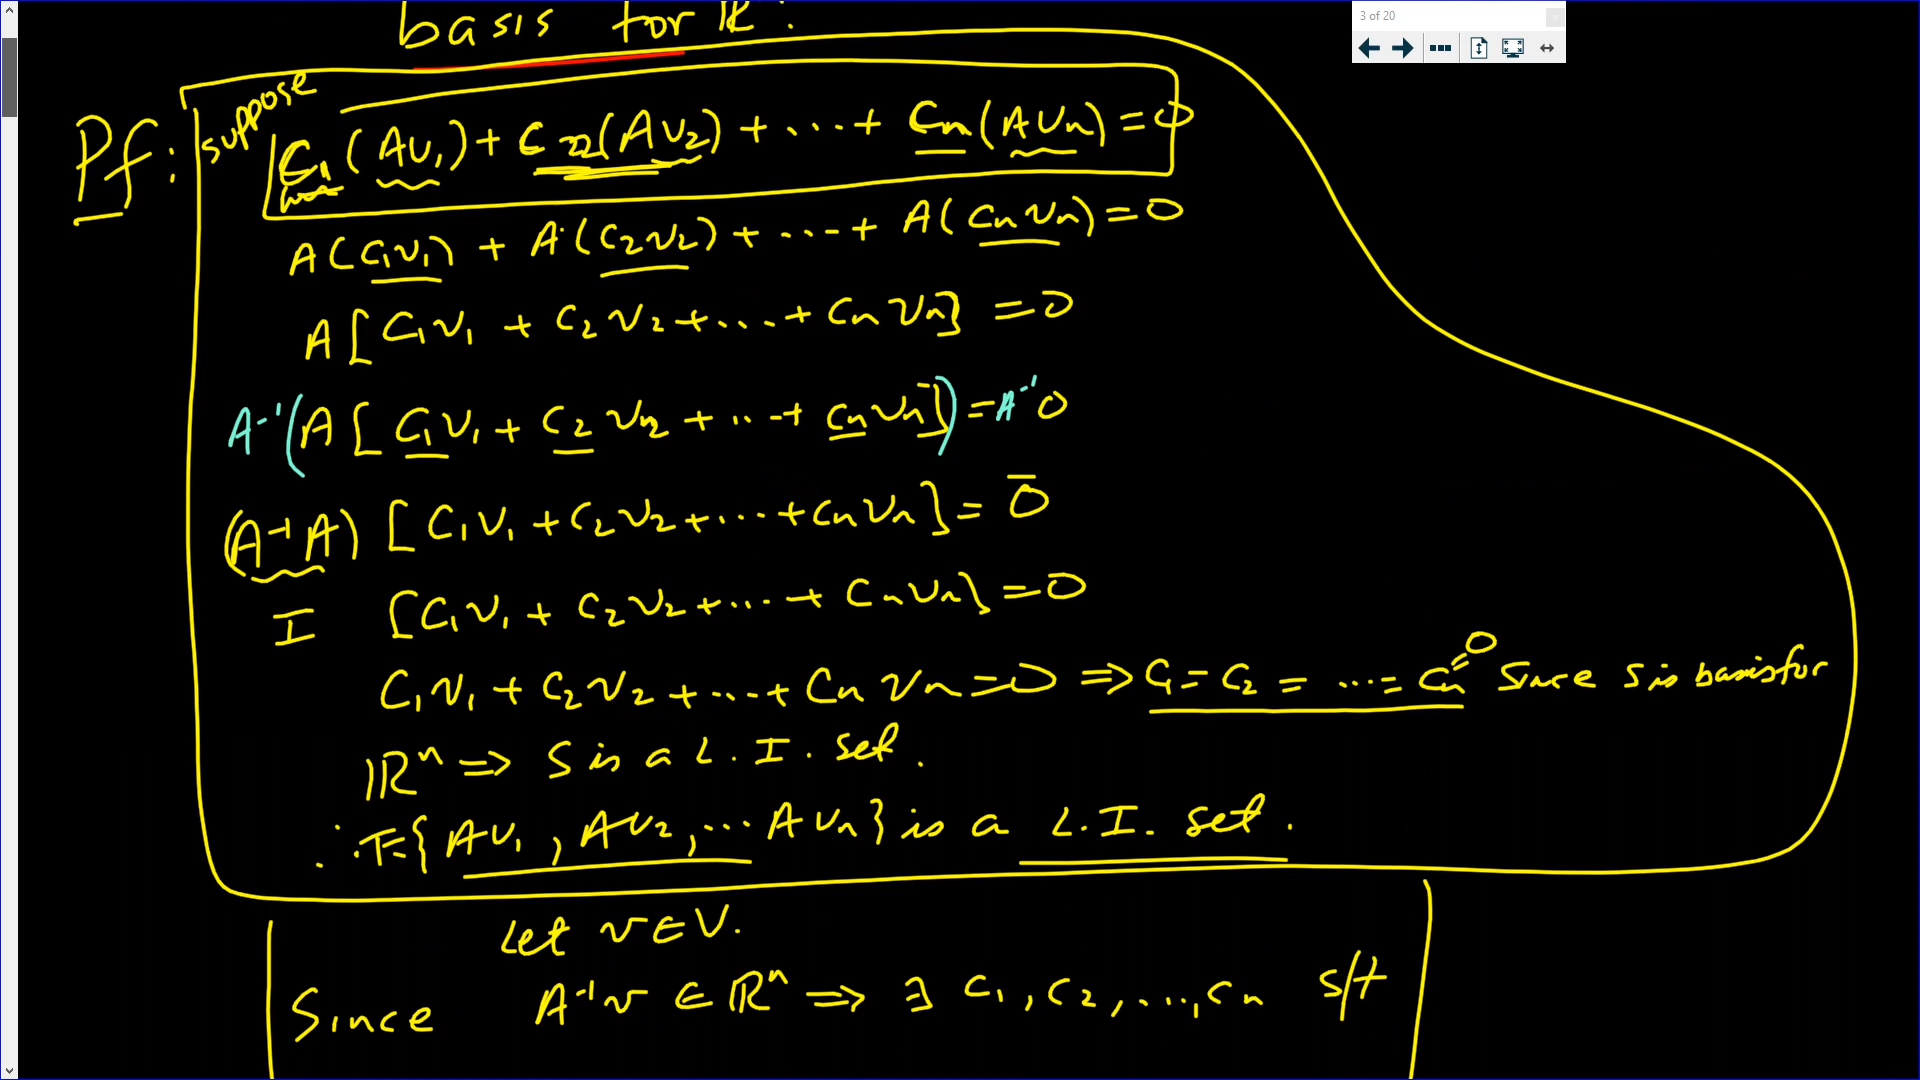 3 of 20
basis for ℝ.
Pf: suppose
C₁(AV₁) + C₂(AV₂) + ... + Cₙ(AVₙ) = 0
A(C₁V₁) + A(C₂V₂) + ... + A(CₙVₙ) = 0
A[C₁V₁ + C₂V₂ + ... + CₙVₙ] = 0
A⁻¹(A[C₁V₁ + C₂V₂ + ... + CₙVₙ]) = A⁻¹0
(A⁻¹A)[C₁V₁ + C₂V₂ + ... + CₙVₙ] = 0̅
I [C₁V₁ + C₂V₂ + ... + CₙVₙ] = 0
C₁V₁ + C₂V₂ + ... + CₙVₙ = 0 ⇒ C₁ = C₂ = ... = Cₙ = 0 Since S is basis for
ℝⁿ ⇒ S is a L.I. set.
∴ T={AV₁, AV₂, ... AVₙ} is a L.I. set.
Let v∈V.
Since A⁻¹v ∈ ℝⁿ ⇒ ∃ C₁, C₂, ..., Cₙ s/t